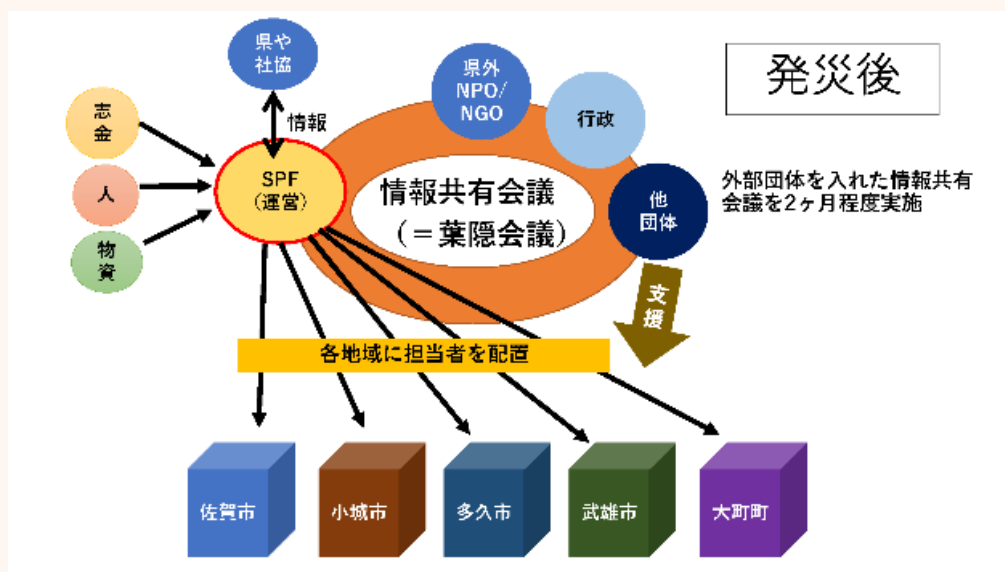 発災後
県や
社協
情報
志
金
人
物
資
SPF
(運営)
県外
NPO/
NGO
行政
他
団体
情報共有会議
(=葉隠会議)
外部団体を入れた情報共有
会議を2ヶ月程度実施
支援
各地域に担当者を配置
佐賀市
小城市
多久市
武雄市
大町町